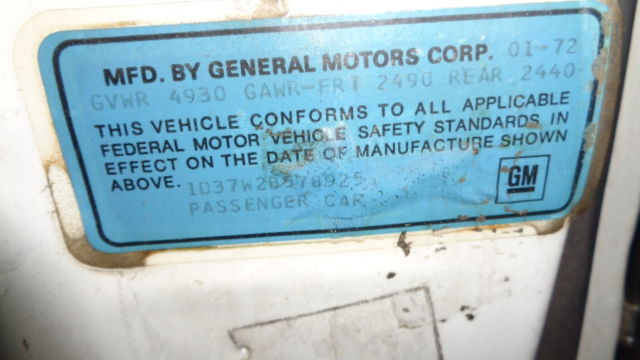 MFD. BY GENERAL MOTORS CORP. 01-72
GVWR 4930 GAWR-FRT 2490 REAR 2440
THIS VEHICLE CONFORMS TO ALL APPLICABLE
FEDERAL MOTOR VEHICLE SAFETY STANDARDS IN
EFFECT ON THE DATE OF MANUFACTURE SHOWN
ABOVE. 1D37W2B578925
PASSENGER CAR
GM